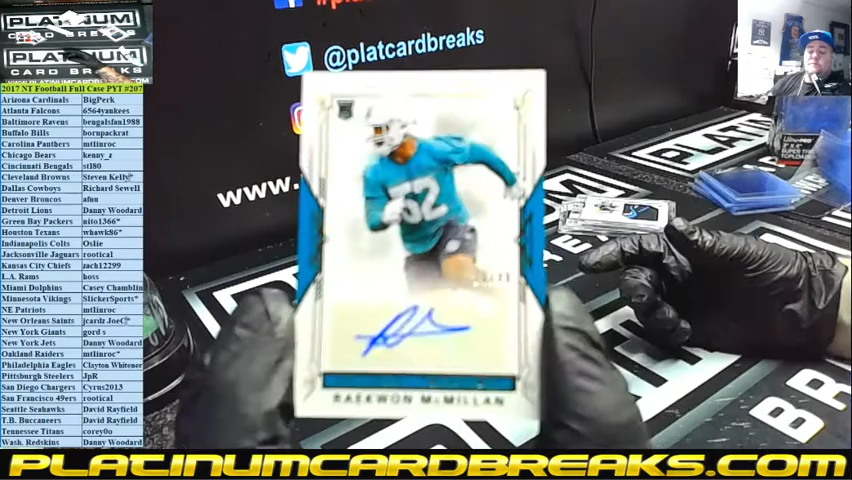 PLATINUM
CARD BREAKS
PLATINUM
CARD BREAKS
2017 NT Football Full Case PYT #207
Arizona Cardinals BigPerk
Atlanta Falcons 6564yankees
Baltimore Ravens bengalsfan1988
Buffalo Bills bornpackrat
Carolina Panthers mtlinroc
Chicago Bears kenny_z
Cincinnati Bengals stl80
Cleveland Browns Steven Kelly*
Dallas Cowboys Richard Sewell
Denver Broncos afnu
Detroit Lions Danny Woodard
Green Bay Packers nito1366*
Houston Texans whawk86*
Indianapolis Colts Oslie
Jacksonville Jaguars rootical
Kansas City Chiefs zach12299
L.A. Rams hoss
Miami Dolphins Casey Chamblin
Minnesota Vikings SlickerSports*
NE Patriots mtlinroc
New Orleans Saints jcardz JoeC*
New York Giants gord s
New York Jets Danny Woodard
Oakland Raiders mtlinroc*
Philadelphia Eagles Clayton Whitener
Pittsburgh Steelers JpR
San Diego Chargers Cyrus2013
San Francisco 49ers rootical
Seattle Seahawks David Rayfield
T.B. Buccaneers David Rayfield
Tennessee Titans corey0o
Wash. Redskins Danny Woodard
@platcardbreaks
www.
52
RAEKWON McMILLAN
PLATINUMCARDBREAKS.COM